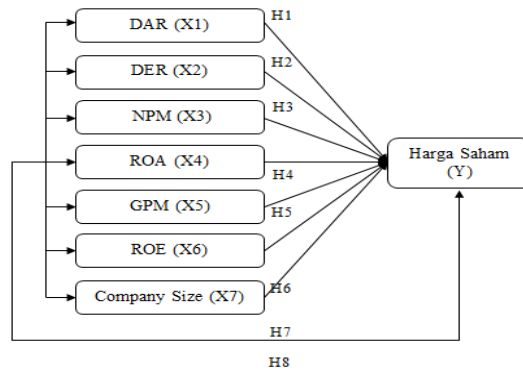 DAR (X1)
H1
DER (X2)
H2
NPM (X3)
H3
ROA (X4)
H4
Harga Saham
(Y)
GPM (X5)
H5
ROE (X6)
Company Size (X7)
H6
H7
H8